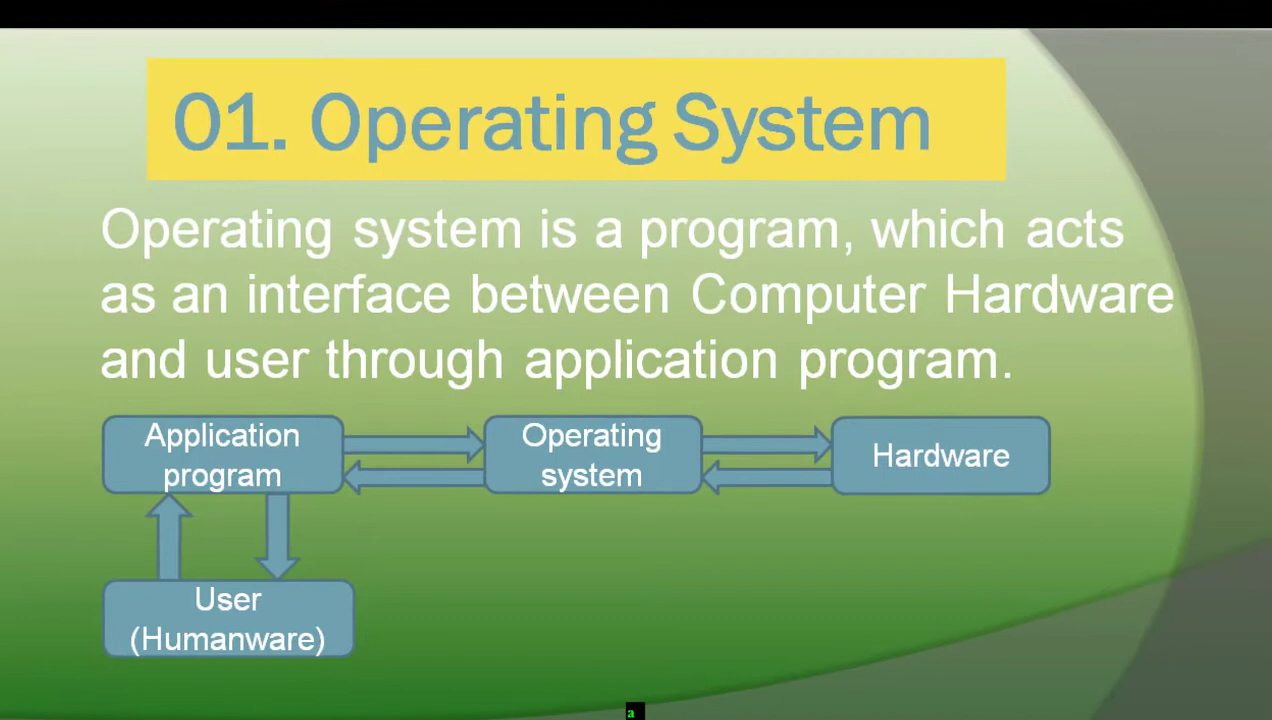 01. Operating System
Operating system is a program, which acts
as an interface between Computer Hardware
and user through application program.
Application
program
Operating
system
Hardware
User
(Humanware)
a